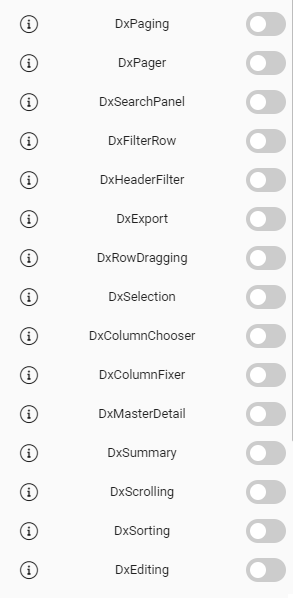 DxPaging
DxPager
DxSearchPanel
DxFilterRow
DxHeaderFilter
DxExport
DxRowDragging
DxSelection
DxColumnChooser
DxColumnFixer
DxMasterDetail
DxSummary
DxScrolling
DxSorting
DxEditing